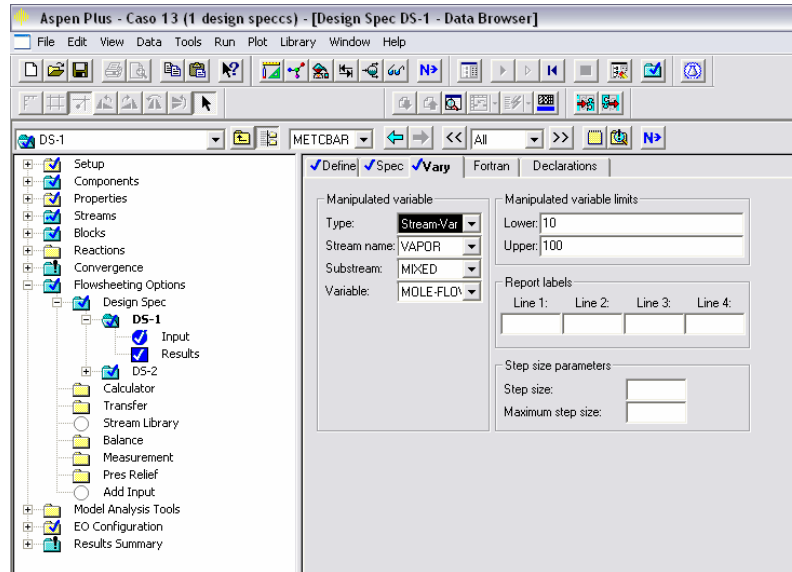 Aspen Plus - Caso 13 (1 design speccs) - [Design Spec DS-1 - Data Browser]
File Edit View Data Tools Run Plot Library Window Help
N>
DS-1 METCBAR << All >> N>
Setup
Components
Properties
Streams
Blocks
Reactions
Convergence
Flowsheeting Options
Design Spec
DS-1
Input
Results
DS-2
Calculator
Transfer
Stream Library
Balance
Measurement
Pres Relief
Add Input
Model Analysis Tools
EO Configuration
Results Summary
Define Spec Vary Fortran Declarations
Manipulated variable
Type: Stream-Var
Stream name: VAPOR
Substream: MIXED
Variable: MOLE-FLO
Manipulated variable limits
Lower: 10
Upper: 100
Report labels
Line 1: Line 2: Line 3: Line 4:
Step size parameters
Step size:
Maximum step size: